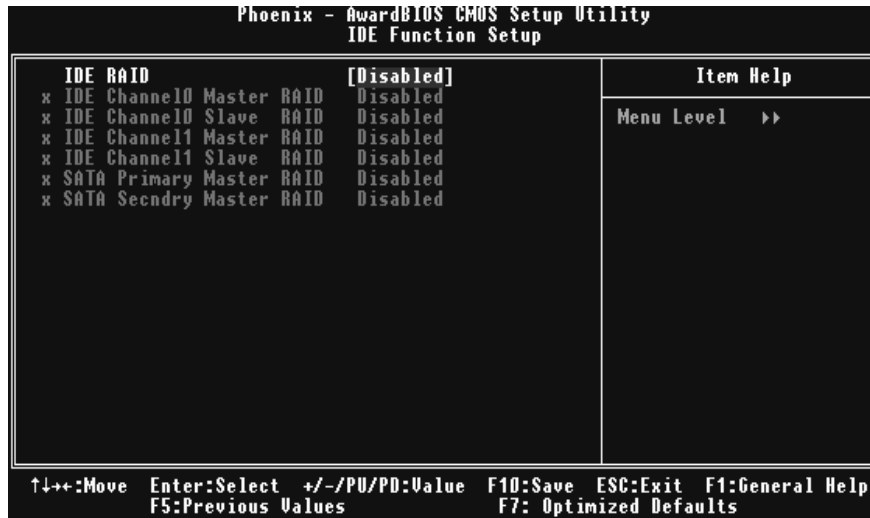 Phoenix - AwardBIOS CMOS Setup Utility
IDE Function Setup
IDE RAID [Disabled]
x IDE Channel0 Master RAID Disabled
x IDE Channel0 Slave RAID Disabled
x IDE Channel1 Master RAID Disabled
x IDE Channel1 Slave RAID Disabled
x SATA Primary Master RAID Disabled
x SATA Secndry Master RAID Disabled
Item Help
Menu Level ▸▸
↑↓→←:Move Enter:Select +/-/PU/PD:Value F10:Save ESC:Exit F1:General Help
F5:Previous Values F7: Optimized Defaults